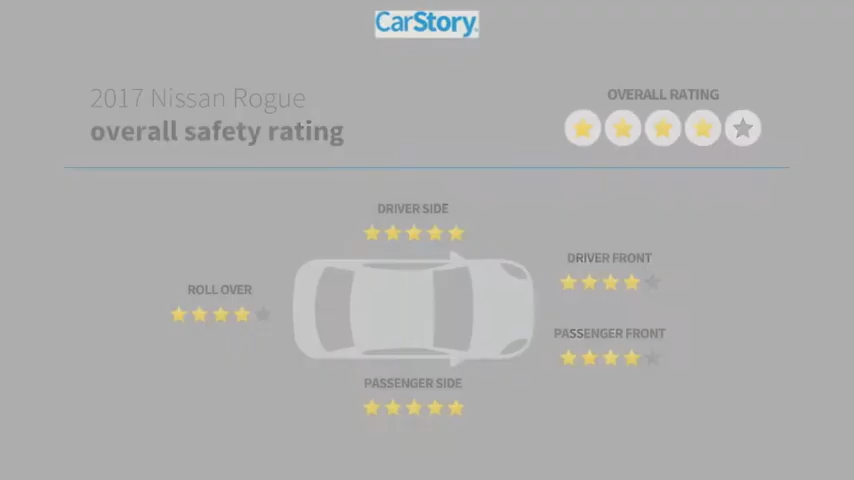 CarStory
2017 Nissan Rogue
overall safety rating
OVERALL RATING
DRIVER SIDE
DRIVER FRONT
ROLL OVER
PASSENGER FRONT
PASSENGER SIDE